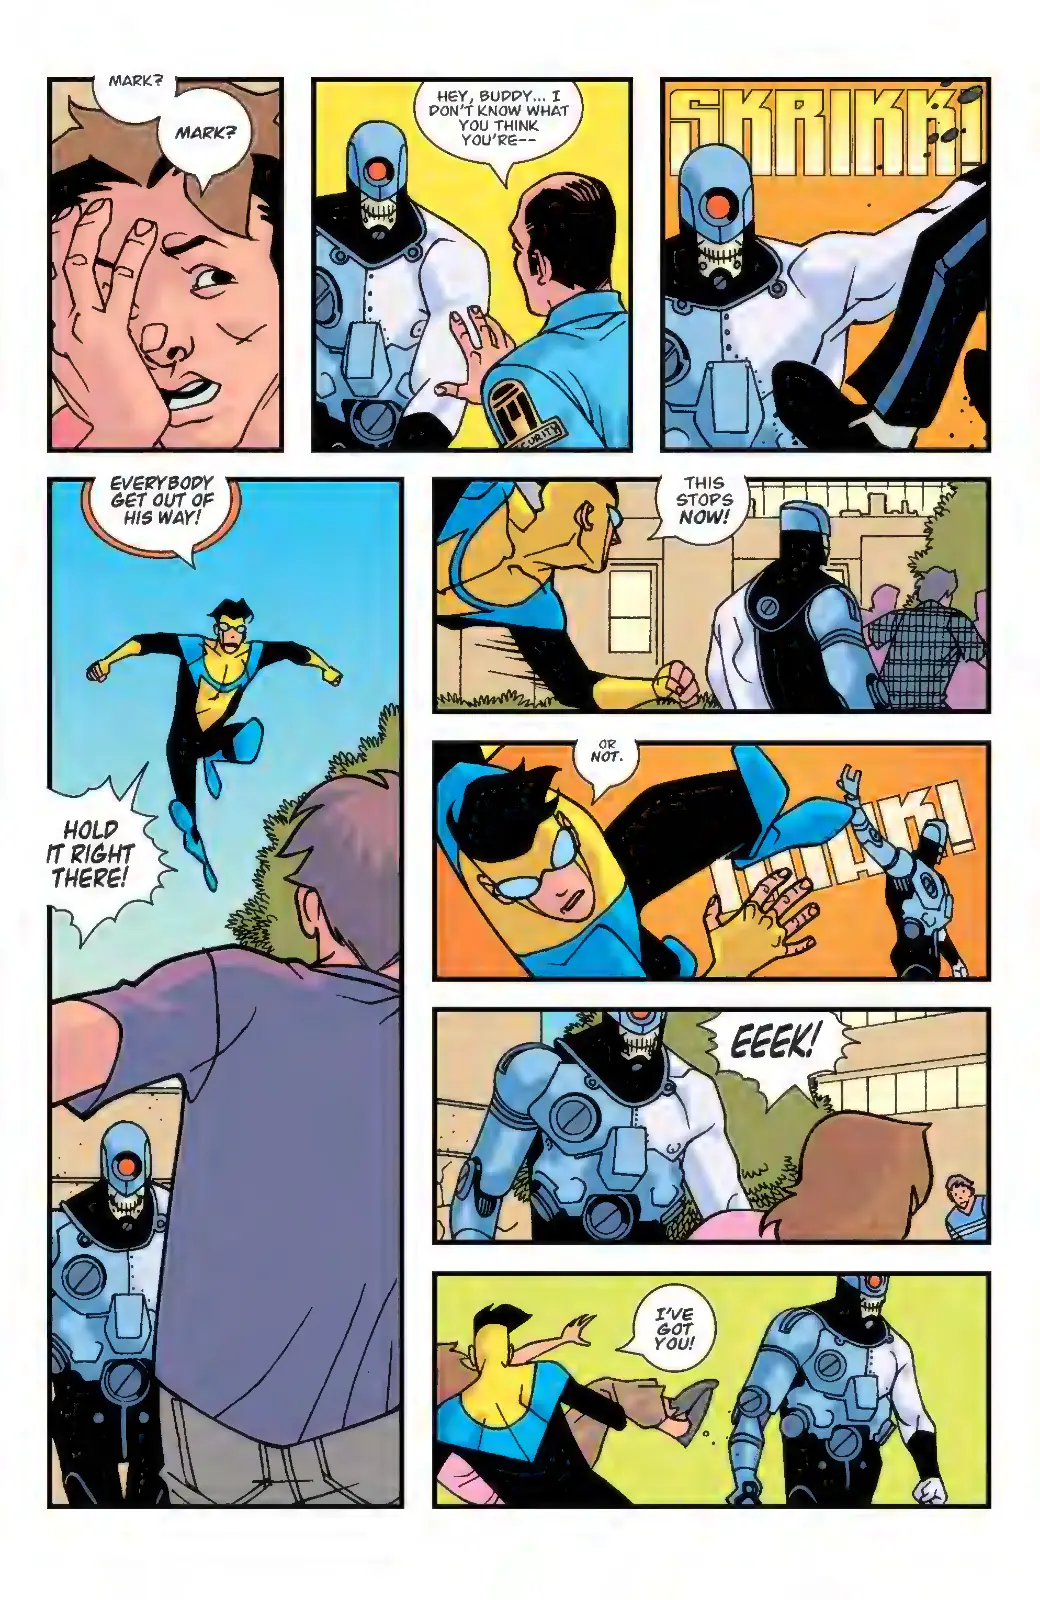 MARK?
MARK?
HEY, BUDDY... I
DON'T KNOW WHAT
YOU THINK
YOU'RE--
CURITY
SKRIKK!
EVERYBODY
GET OUT OF
HIS WAY!
HOLD
IT RIGHT
THERE!
THIS
STOPS
NOW!
OR
NOT.
EEEK!
I'VE
GOT
YOU!